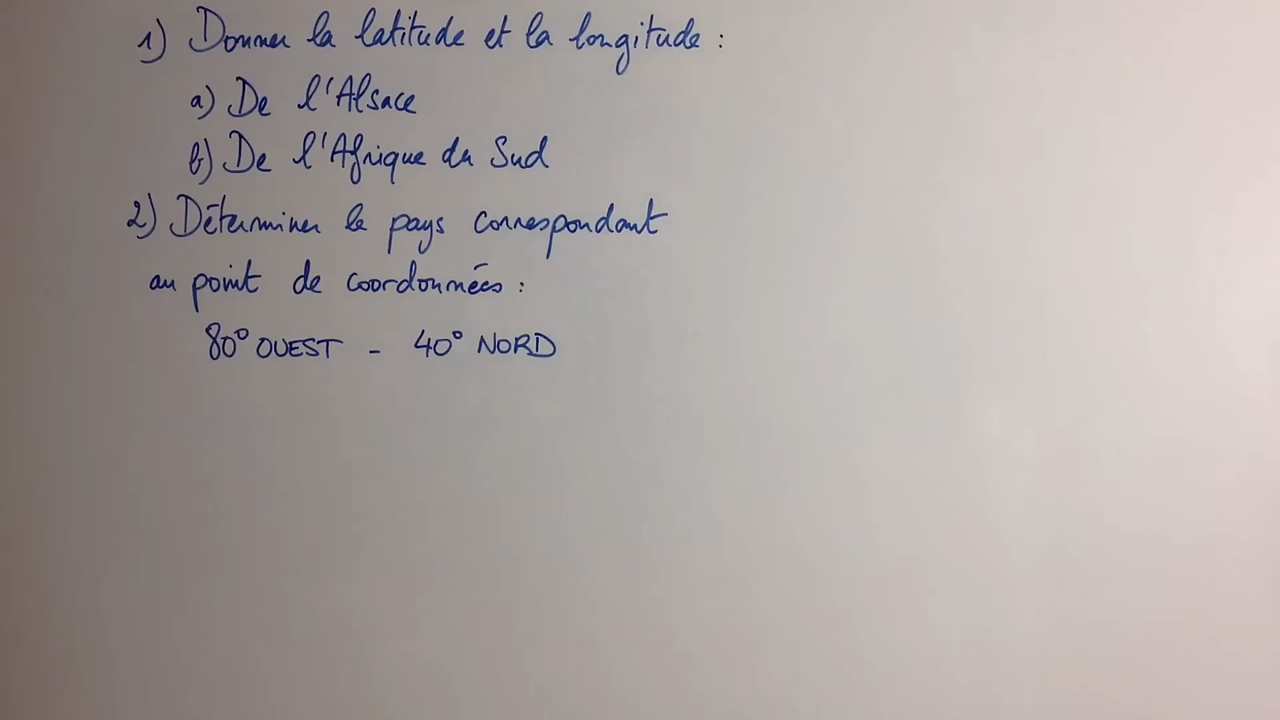 1) Donner la latitude et la longitude :
a) De l'Alsace
b) De l'Afrique du Sud
2) Déterminer le pays correspondant
au point de coordonnées :
80° OUEST - 40° NORD